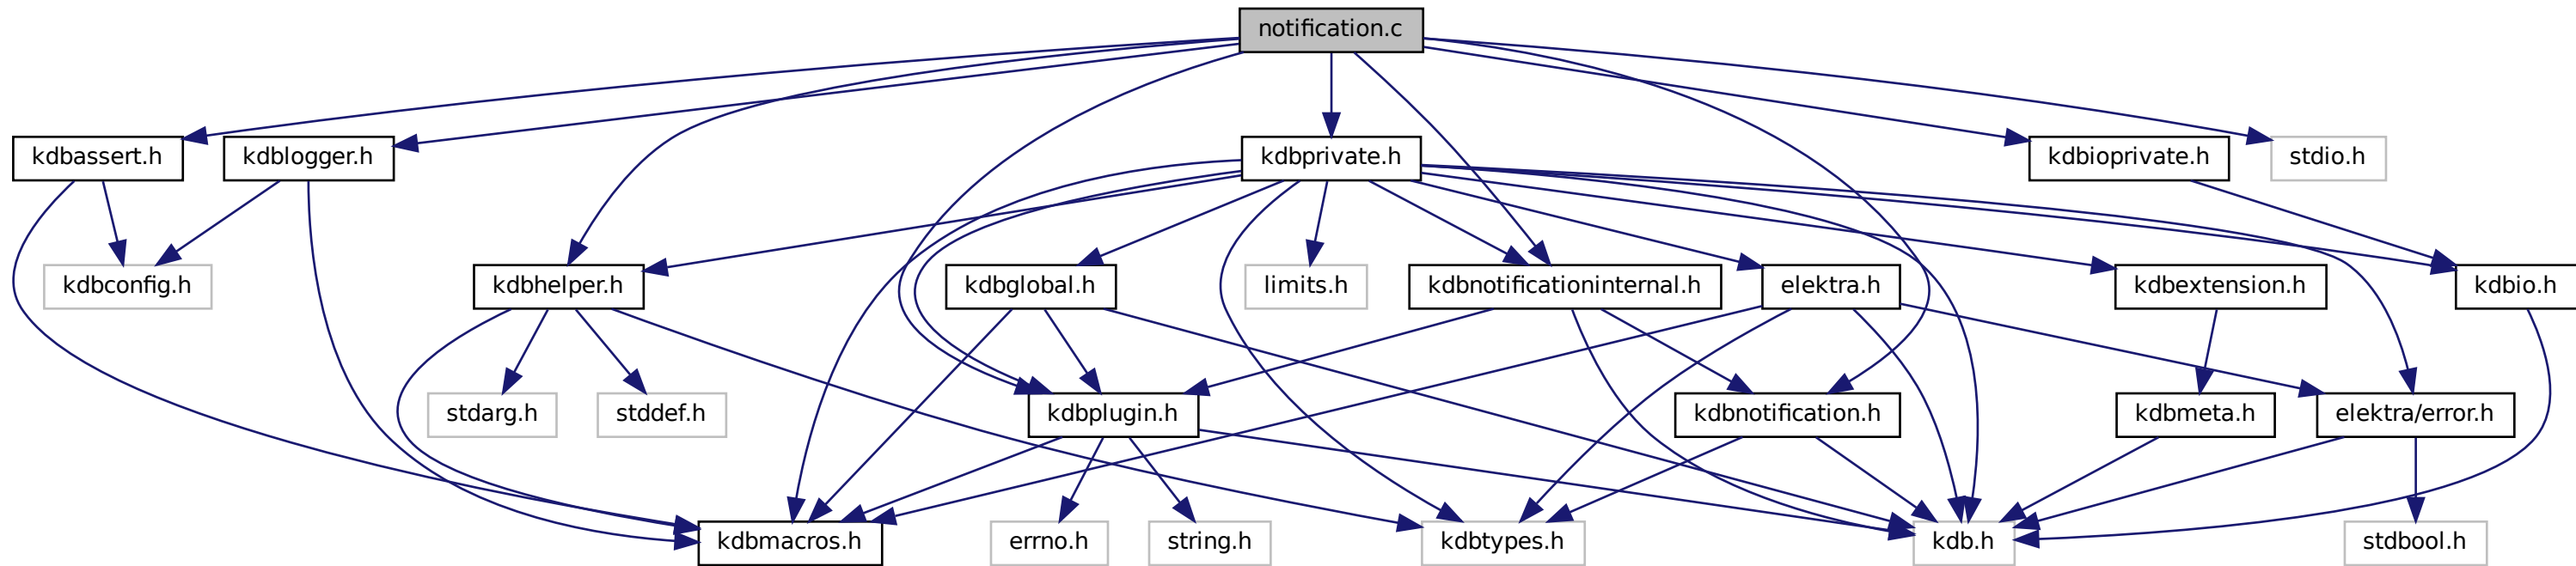 notification.c
kdbassert.h
kdblogger.h
kdbprivate.h
kdbioprivate.h
stdio.h
kdbconfig.h
kdbhelper.h
kdbglobal.h
limits.h
kdbnotificationinternal.h
elektra.h
kdbextension.h
kdbio.h
stdarg.h
stddef.h
kdbplugin.h
kdbnotification.h
kdbmeta.h
elektra/error.h
kdbmacros.h
errno.h
string.h
kdbtypes.h
kdb.h
stdbool.h